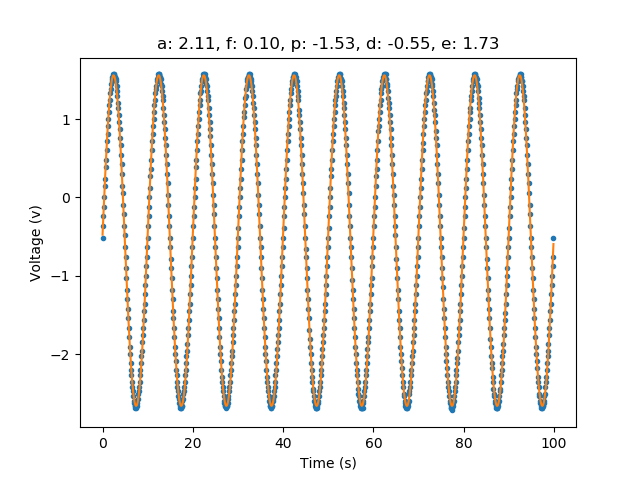 a: 2.11, f: 0.10, p: -1.53, d: -0.55, e: 1.73
1
0
−1
−2
Voltage (v)
0 20 40 60 80 100
Time (s)